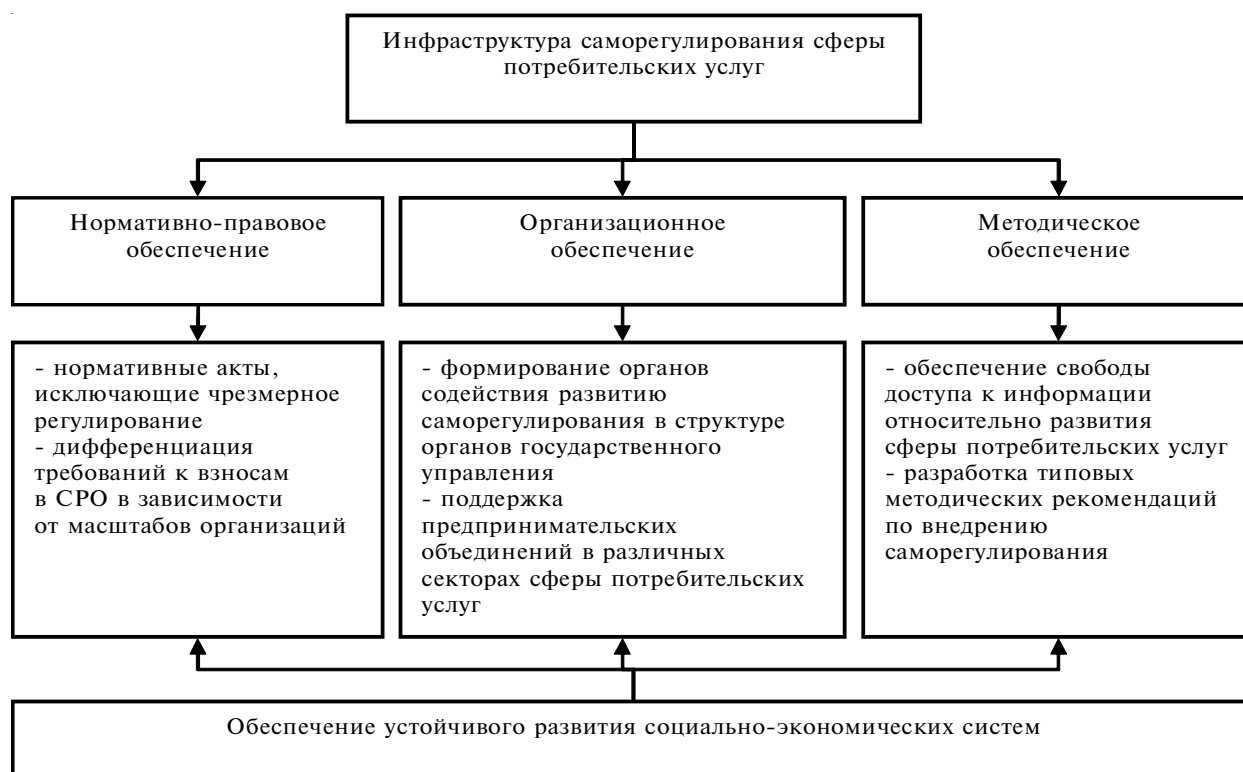 Инфраструктура саморегулирования сферы
потребительских услуг
Нормативно-правовое
обеспечение
Организационное
обеспечение
Методическое
обеспечение
- нормативные акты,
исключающие чрезмерное
регулирование
- дифференциация
требований к взносам
в СРО в зависимости
от масштабов организаций
- формирование органов
содействия развитию
саморегулирования в структуре
органов государственного
управления
- поддержка
предпринимательских
объединений в различных
секторах сферы потребительских
услуг
- обеспечение свободы
доступа к информации
относительно развития
сферы потребительских услуг
- разработка типовых
методических рекомендаций
по внедрению
саморегулирования
Обеспечение устойчивого развития социально-экономических систем